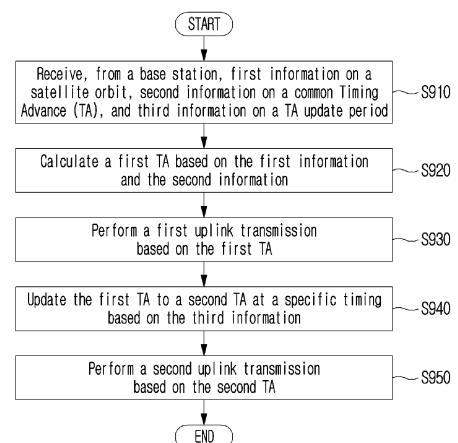 START
Receive, from a base station, first information on a
satellite orbit, second information on a common Timing
Advance (TA), and third information on a TA update period
S910
Calculate a first TA based on the first information
and the second information
S920
Perform a first uplink transmission
based on the first TA
S930
Update the first TA to a second TA at a specific timing
based on the third information
S940
Perform a second uplink transmission
based on the second TA
S950
END